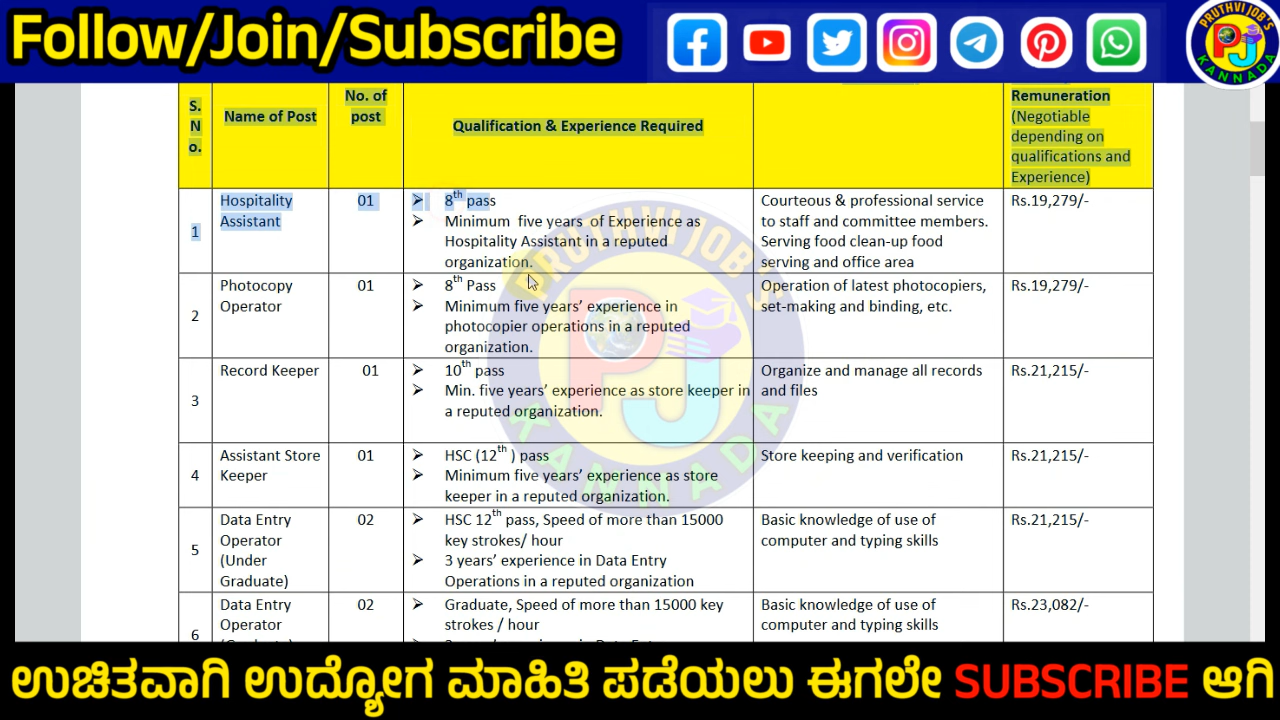 Follow/Join/Subscribe
PRUTHVI JOB'S
PJ
KANNADA
S. N o.
Name of Post
No. of post
Qualification & Experience Required
Remuneration (Negotiable depending on qualifications and Experience)
1
Hospitality Assistant
01
➢ 8th pass
➢ Minimum five years of Experience as
Hospitality Assistant in a reputed
organization.
Courteous & professional service
to staff and committee members.
Serving food clean-up food
serving and office area
Rs.19,279/-
2
Photocopy Operator
01
➢ 8th Pass
➢ Minimum five years’ experience in
photocopier operations in a reputed
organization.
Operation of latest photocopiers,
set-making and binding, etc.
Rs.19,279/-
3
Record Keeper
01
➢ 10th pass
➢ Min. five years’ experience as store keeper in
a reputed organization.
Organize and manage all records
and files
Rs.21,215/-
4
Assistant Store
Keeper
01
➢ HSC (12th ) pass
➢ Minimum five years’ experience as store
keeper in a reputed organization.
Store keeping and verification
Rs.21,215/-
5
Data Entry
Operator
(Under
Graduate)
02
➢ HSC 12th pass, Speed of more than 15000
key strokes/ hour
➢ 3 years’ experience in Data Entry
Operations in a reputed organization
Basic knowledge of use of
computer and typing skills
Rs.21,215/-
6
Data Entry
Operator
02
➢ Graduate, Speed of more than 15000 key
strokes / hour
Basic knowledge of use of
computer and typing skills
Rs.23,082/-
PRUTHVI JOB'S
PJ
KANNADA
ಉಚಿತವಾಗಿ ಉದ್ಯೋಗ ಮಾಹಿತಿ ಪಡೆಯಲು ಈಗಲೇ SUBSCRIBE ಆಗಿ